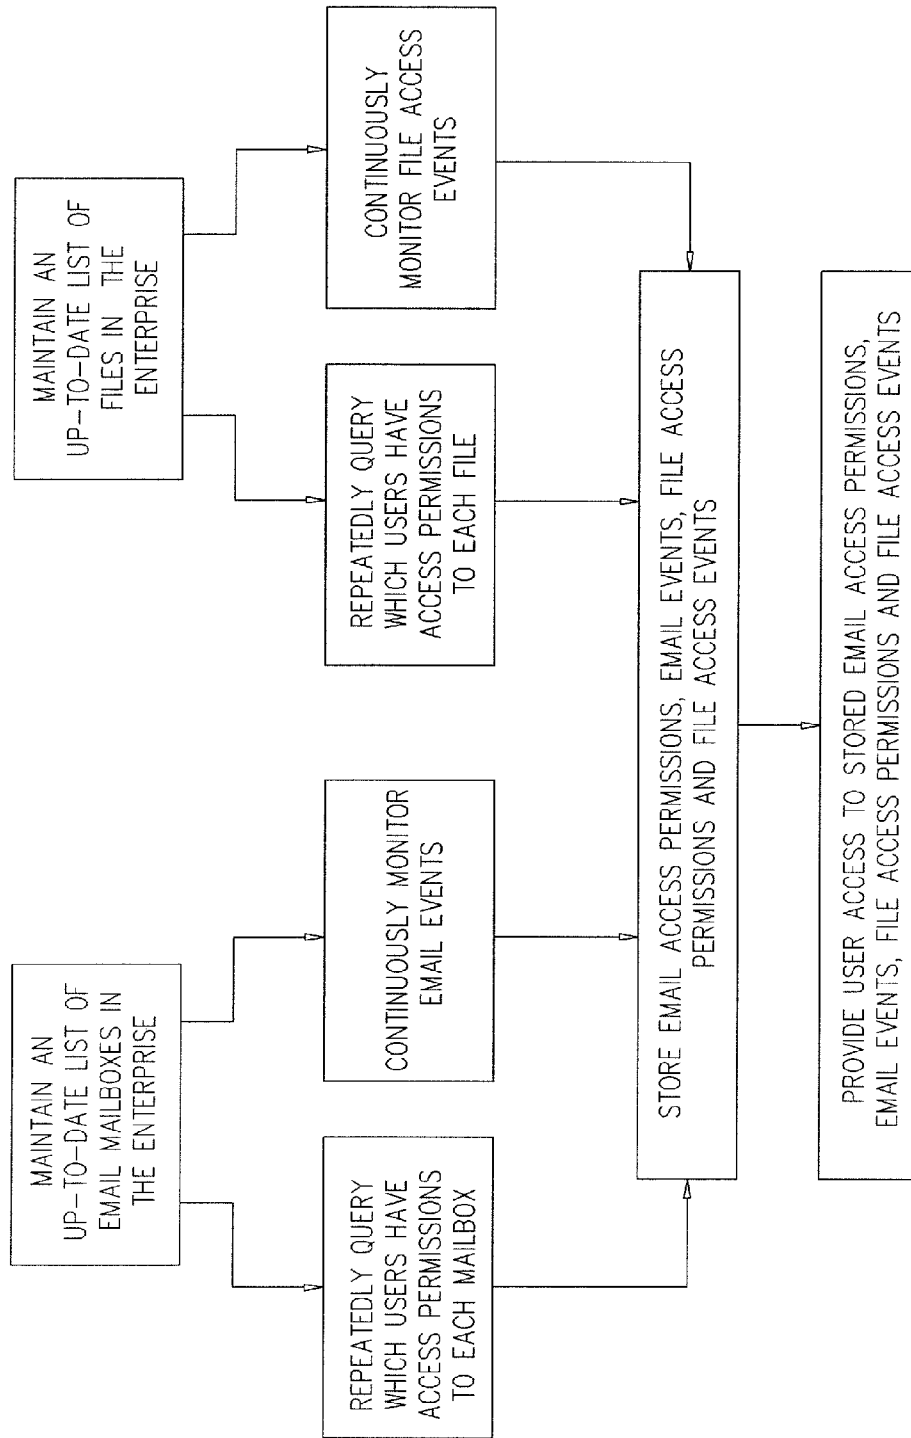 MAINTAIN AN
UP-TO-DATE LIST OF
EMAIL MAILBOXES IN
THE ENTERPRISE
MAINTAIN AN
UP-TO-DATE LIST OF
FILES IN THE
ENTERPRISE
REPEATEDLY QUERY
WHICH USERS HAVE
ACCESS PERMISSIONS
TO EACH MAILBOX
CONTINUOUSLY MONITOR
EMAIL EVENTS
REPEATEDLY QUERY
WHICH USERS HAVE
ACCESS PERMISSIONS
TO EACH FILE
CONTINUOUSLY
MONITOR FILE ACCESS
EVENTS
STORE EMAIL ACCESS PERMISSIONS, EMAIL EVENTS, FILE ACCESS
PERMISSIONS AND FILE ACCESS EVENTS
PROVIDE USER ACCESS TO STORED EMAIL ACCESS PERMISSIONS,
EMAIL EVENTS, FILE ACCESS PERMISSIONS AND FILE ACCESS EVENTS